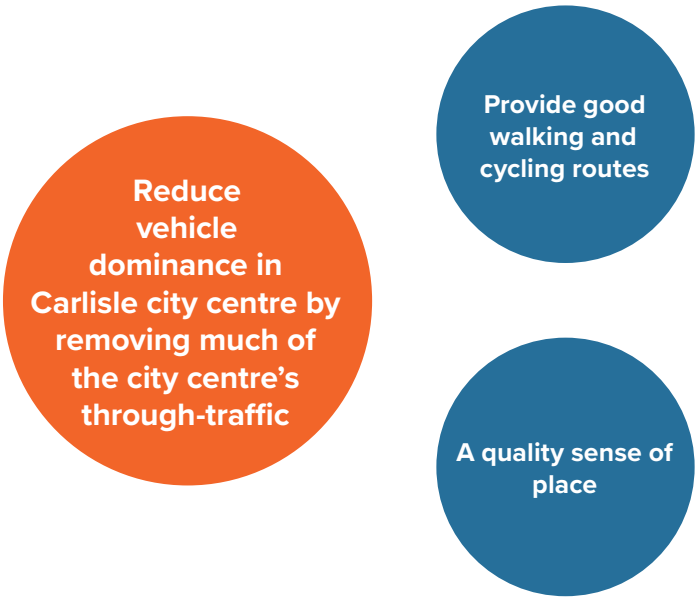 Reduce
vehicle
dominance in
Carlisle city centre by
removing much of
the city centre’s
through-traffic
Provide good
walking and
cycling routes
A quality sense of
place